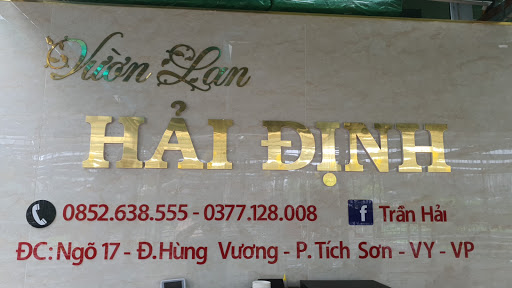 Vườn Lan
HẢI ĐỊNH
0852.638.555 - 0377.128.008 f Trần Hải
ĐC: Ngõ 17 - Đ.Hùng Vương - P.Tích Sơn - VY - VP